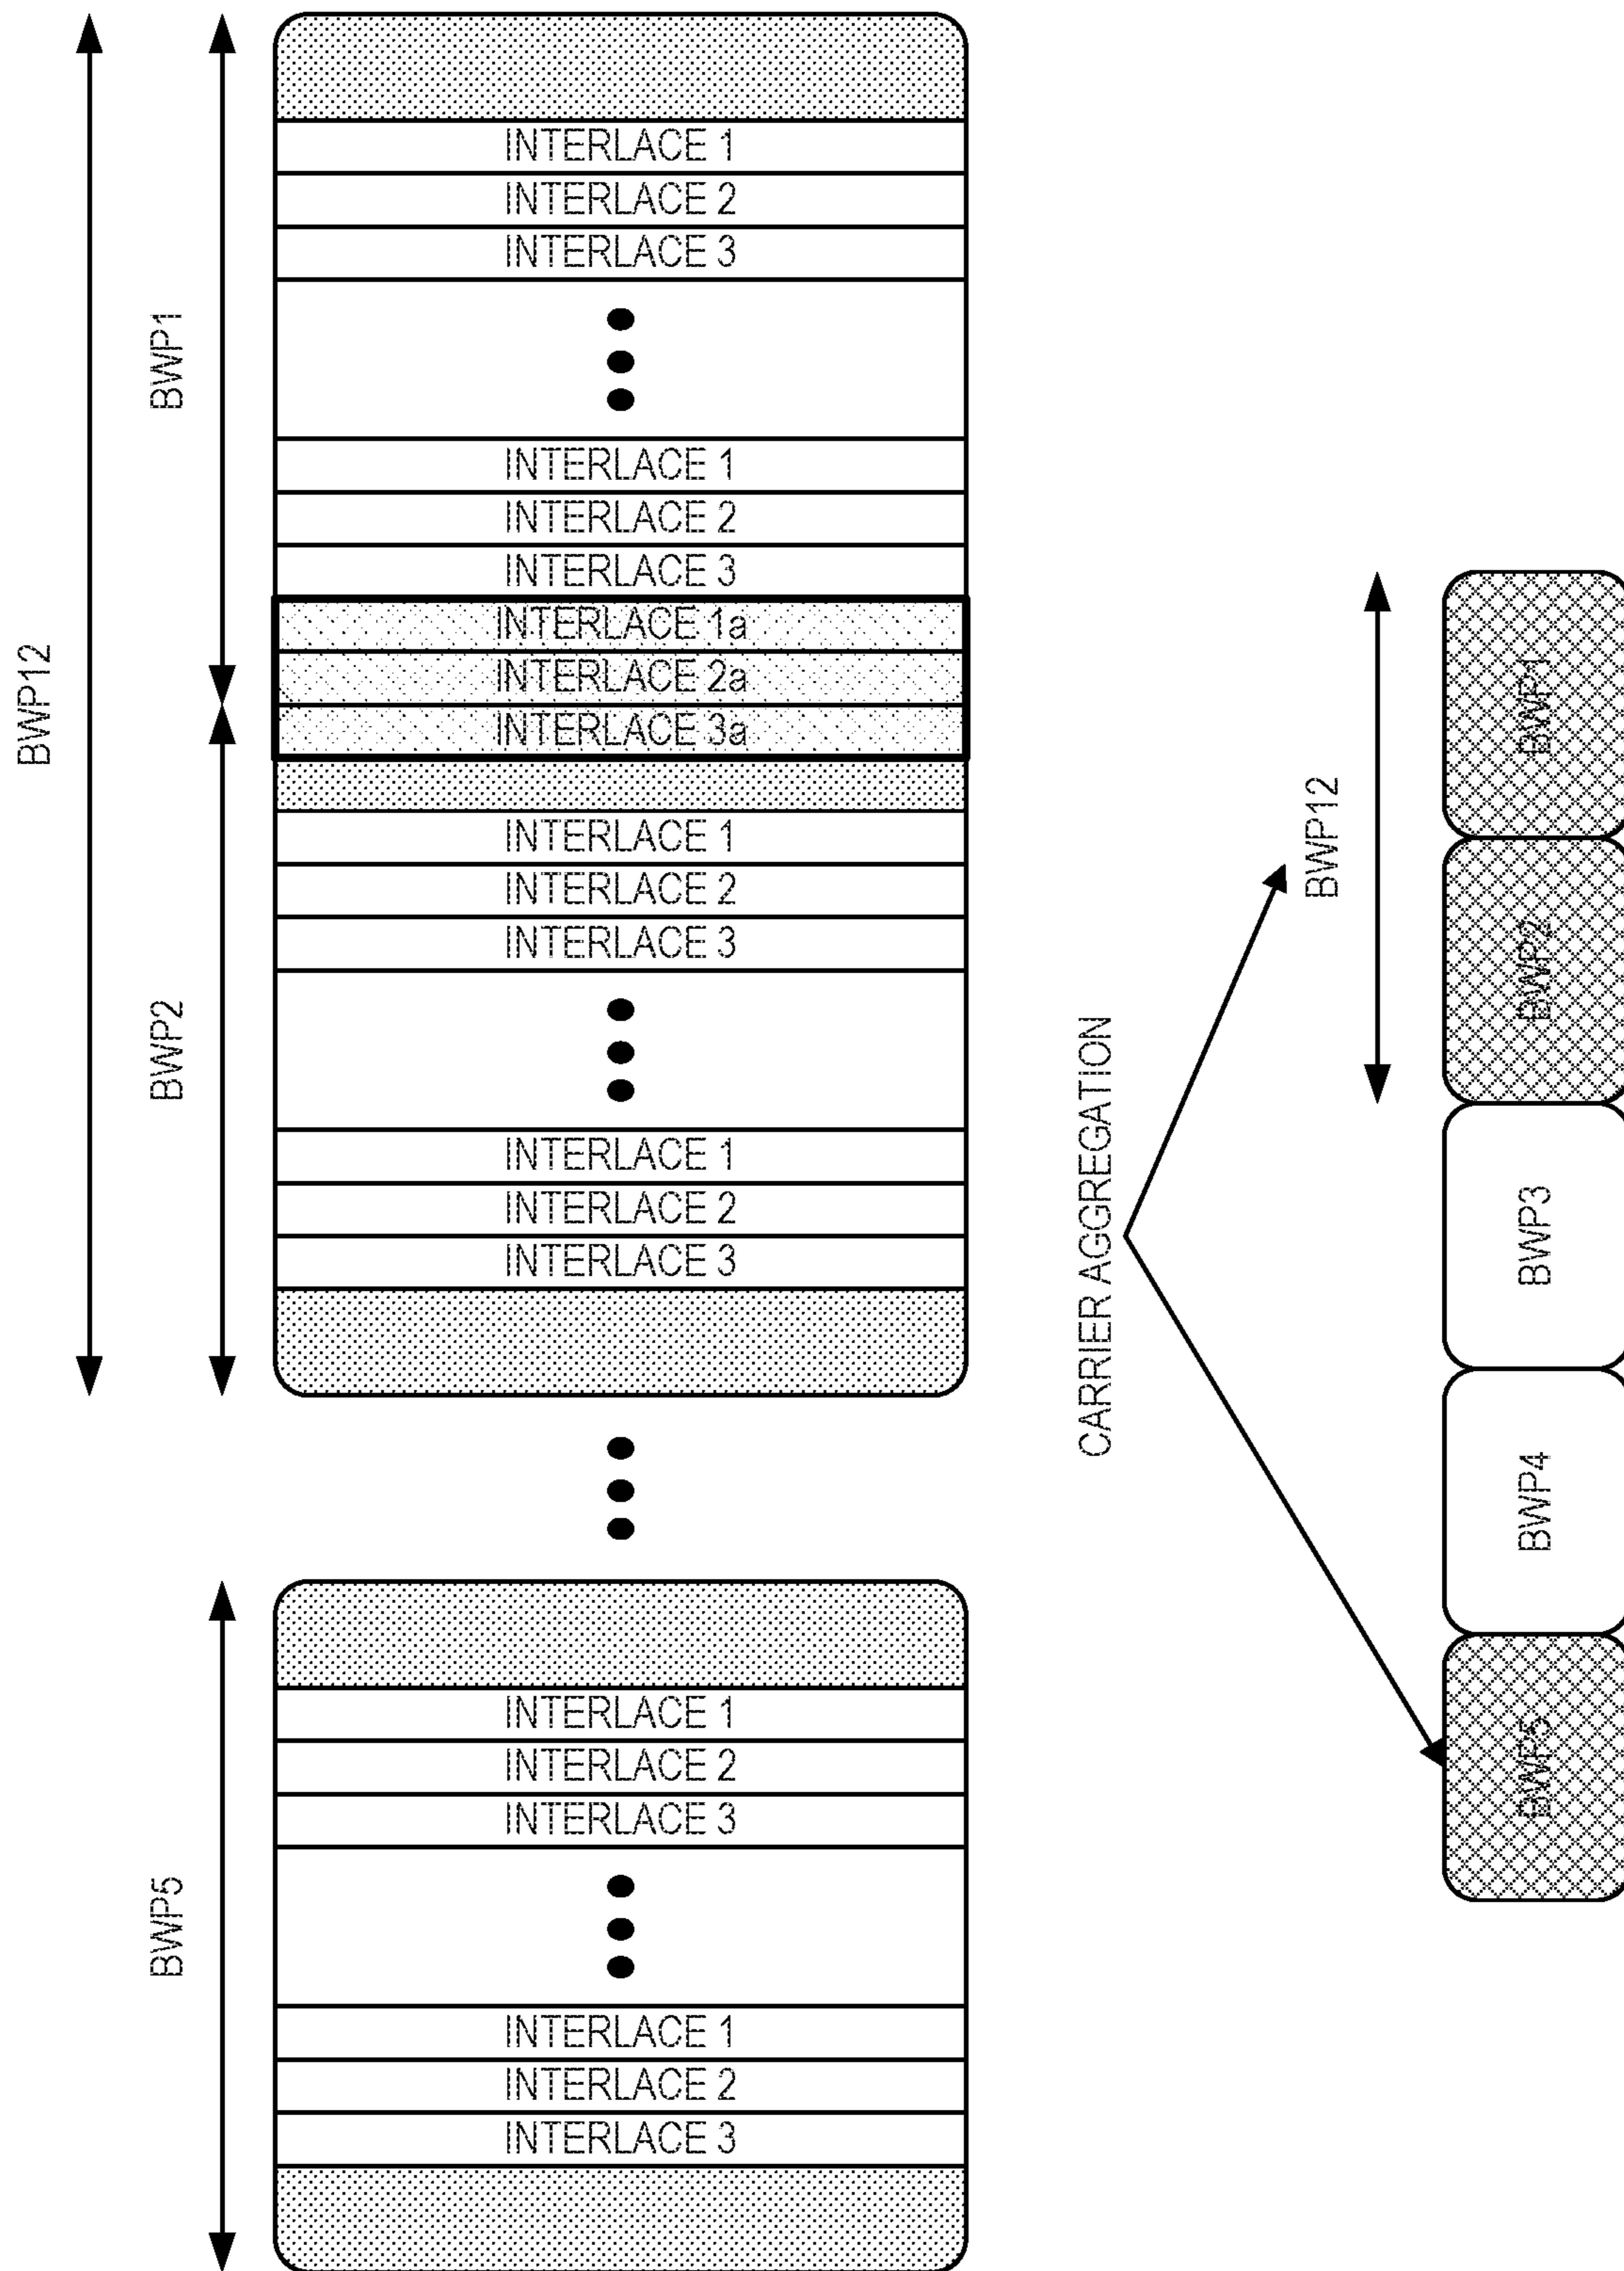 BWP12
BWP1
INTERLACE 1
INTERLACE 2
INTERLACE 3
INTERLACE 1
INTERLACE 2
INTERLACE 3
INTERLACE 1a
INTERLACE 2a
INTERLACE 3a
BWP2
INTERLACE 1
INTERLACE 2
INTERLACE 3
INTERLACE 1
INTERLACE 2
INTERLACE 3
BWP5
INTERLACE 1
INTERLACE 2
INTERLACE 3
INTERLACE 1
INTERLACE 2
INTERLACE 3
CARRIER AGGREGATION
BWP12
BWP1
BWP2
BWP3
BWP4
BWP5